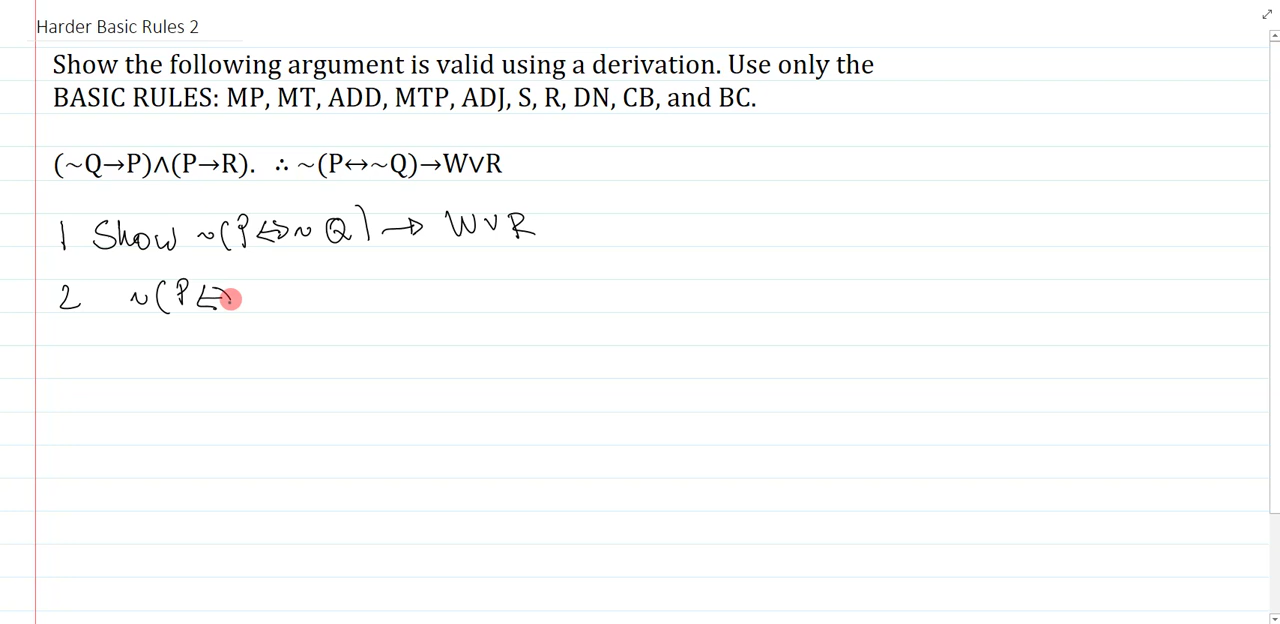 Harder Basic Rules 2
Show the following argument is valid using a derivation. Use only the
BASIC RULES: MP, MT, ADD, MTP, ADJ, S, R, DN, CB, and BC.
(~Q→P)∧(P→R). ∴ ~(P↔~Q)→W∨R
1 Show ~(P↔~Q)→W∨R
2 ~(P↔